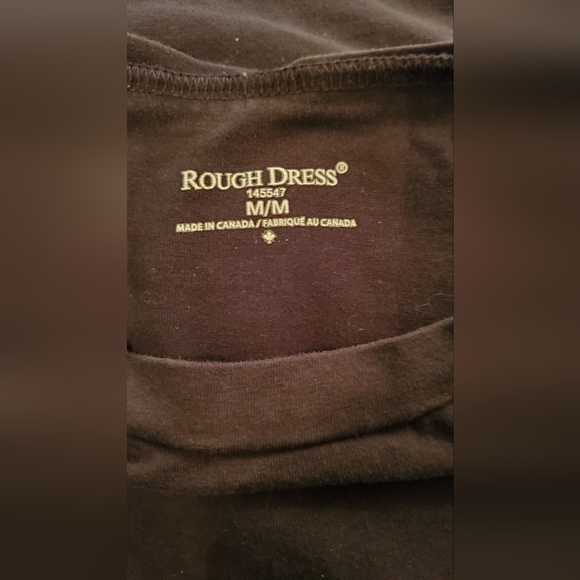 ROUGH DRESS®
145547
M/M
MADE IN CANADA / FABRIQUÉ AU CANADA